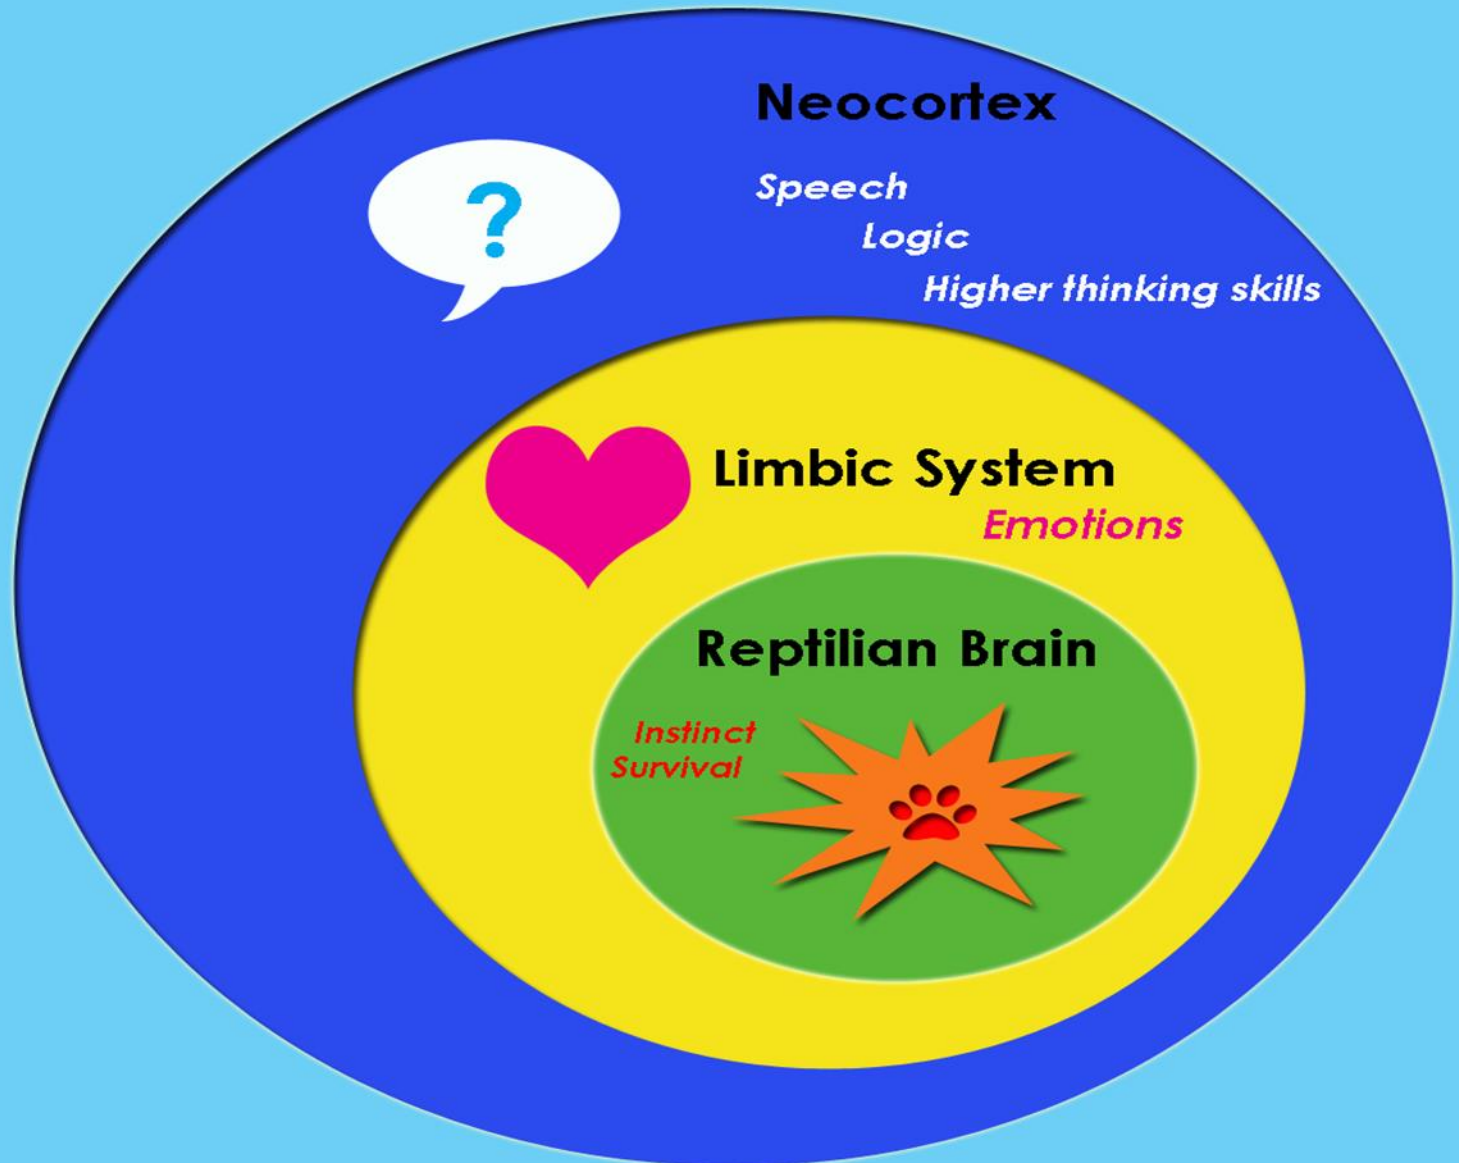 Neocortex
?
Speech
Logic
Higher thinking skills
Limbic System
Emotions
Reptilian Brain
Instinct
Survival